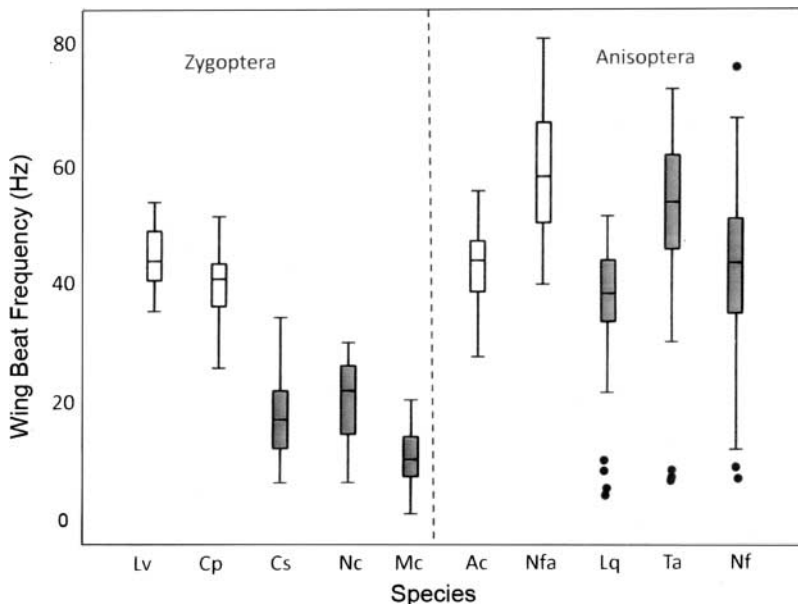 80
60
40
20
0
Wing Beat Frequency (Hz)
Zygoptera
Anisoptera
Lv Cp Cs Nc Mc Ac Nfa Lq Ta Nf
Species